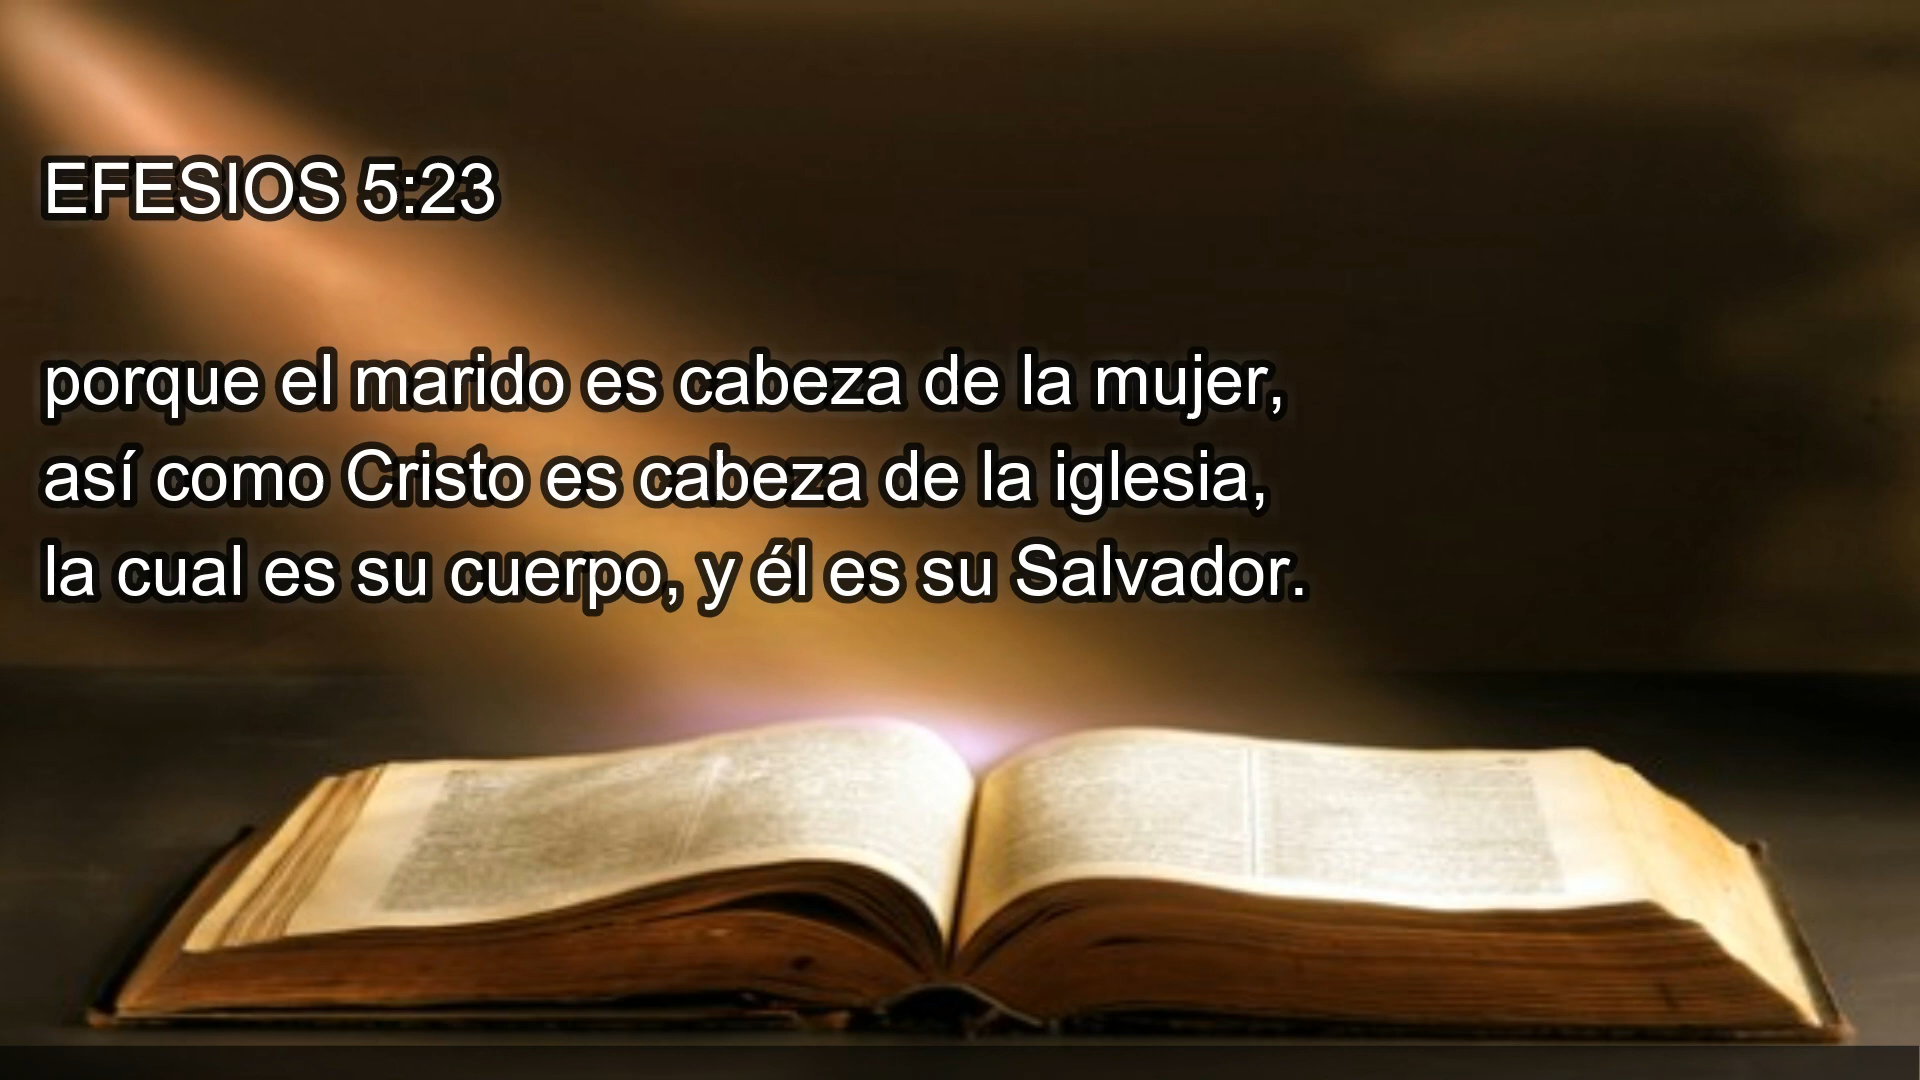 EFESIOS 5:23
porque el marido es cabeza de la mujer,
así como Cristo es cabeza de la iglesia,
la cual es su cuerpo, y él es su Salvador.